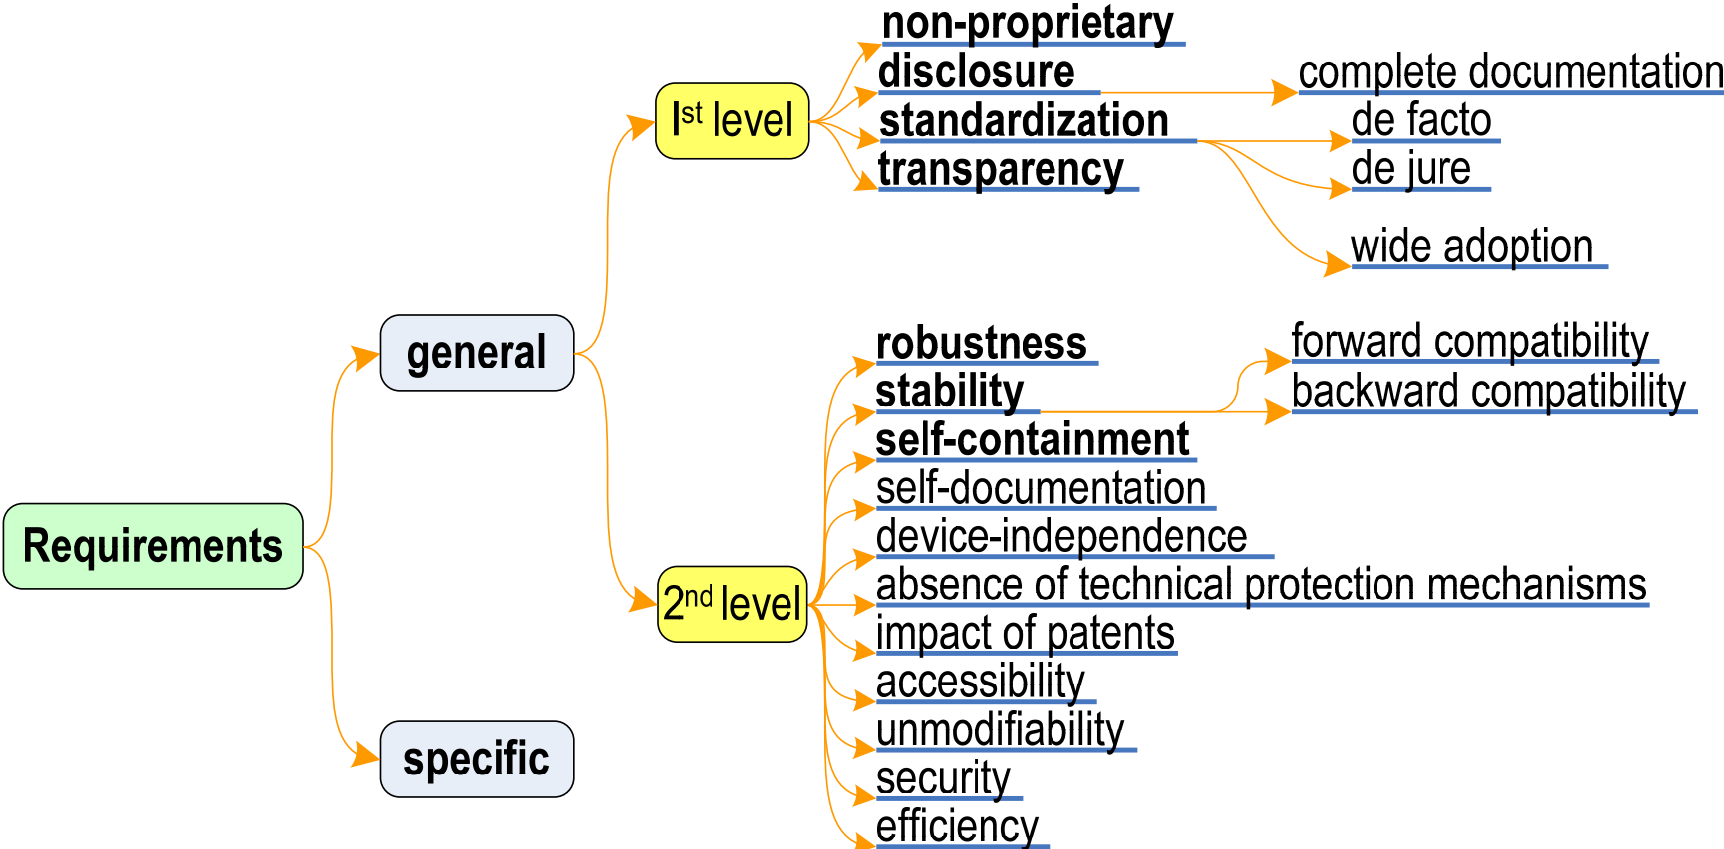 non-proprietary
disclosure
complete documentation
Ist level
standardization
de facto
transparency
de jure
wide adoption
general
robustness
forward compatibility
stability
backward compatibility
self-containment
self-documentation
Requirements
device-independence
absence of technical protection mechanisms
2nd level
impact of patents
accessibility
unmodifiability
specific
security
efficiency